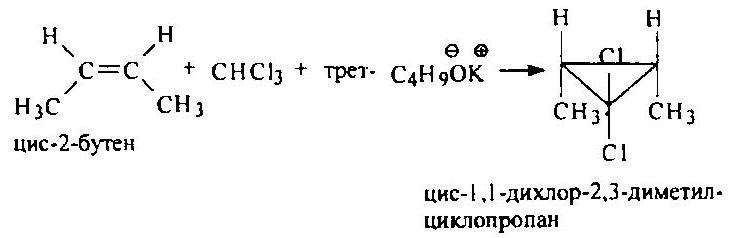 H H H H
C=C + CHCl3 + трет- C4H9OK ⊖ ⊕ ⟶ Cl
H3C CH3 CH3 CH3
цис-2-бутен Cl
цис-1,1-дихлор-2,3-диметил-
циклопропан